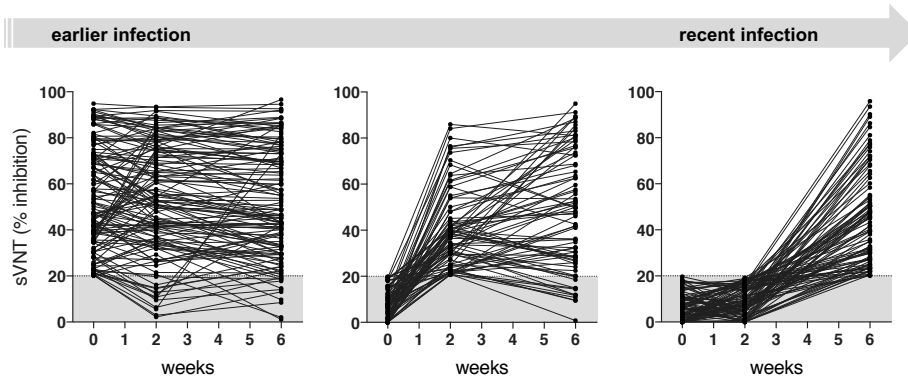 earlier infection recent infection
100 100 100
80 80 80
60 60 60
40 40 40
20 20 20
0 0 0
sVNT (% inhibition)
0 1 2 3 4 5 6 0 1 2 3 4 5 6 0 1 2 3 4 5 6
weeks weeks weeks